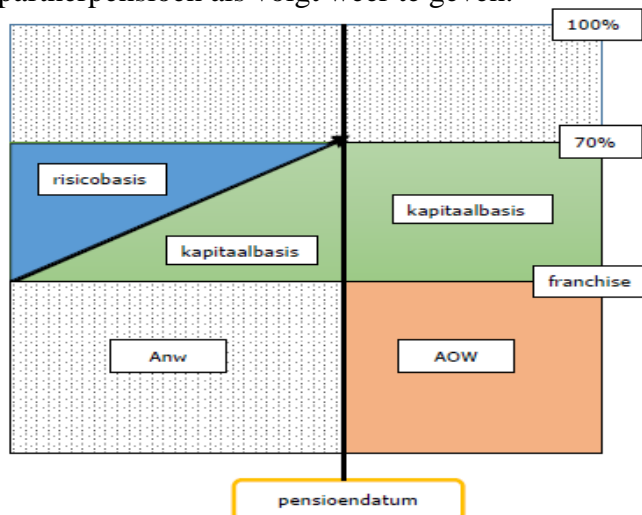 partnerpensioen als volgt weer te geven:
100%
70%
risicobasis
kapitaalbasis
kapitaalbasis
franchise
Anw
AOW
pensioendatum